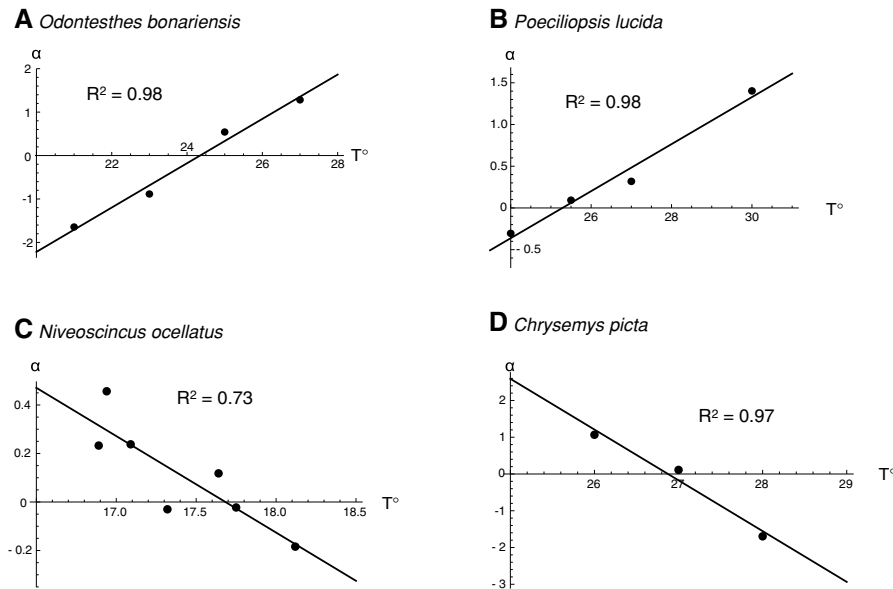 A Odontesthes bonariensis
α
2
1
0
-1
-2
R² = 0.98
22
24
26
28
T°
B Poeciliopsis lucida
α
1.5
1.0
0.5
0
- 0.5
R² = 0.98
26
28
30
T°
C Niveoscincus ocellatus
α
0.4
0.2
0
- 0.2
R² = 0.73
17.0
17.5
18.0
18.5
T°
D Chrysemys picta
α
2
1
0
-1
- 2
- 3
R² = 0.97
26
27
28
29
T°